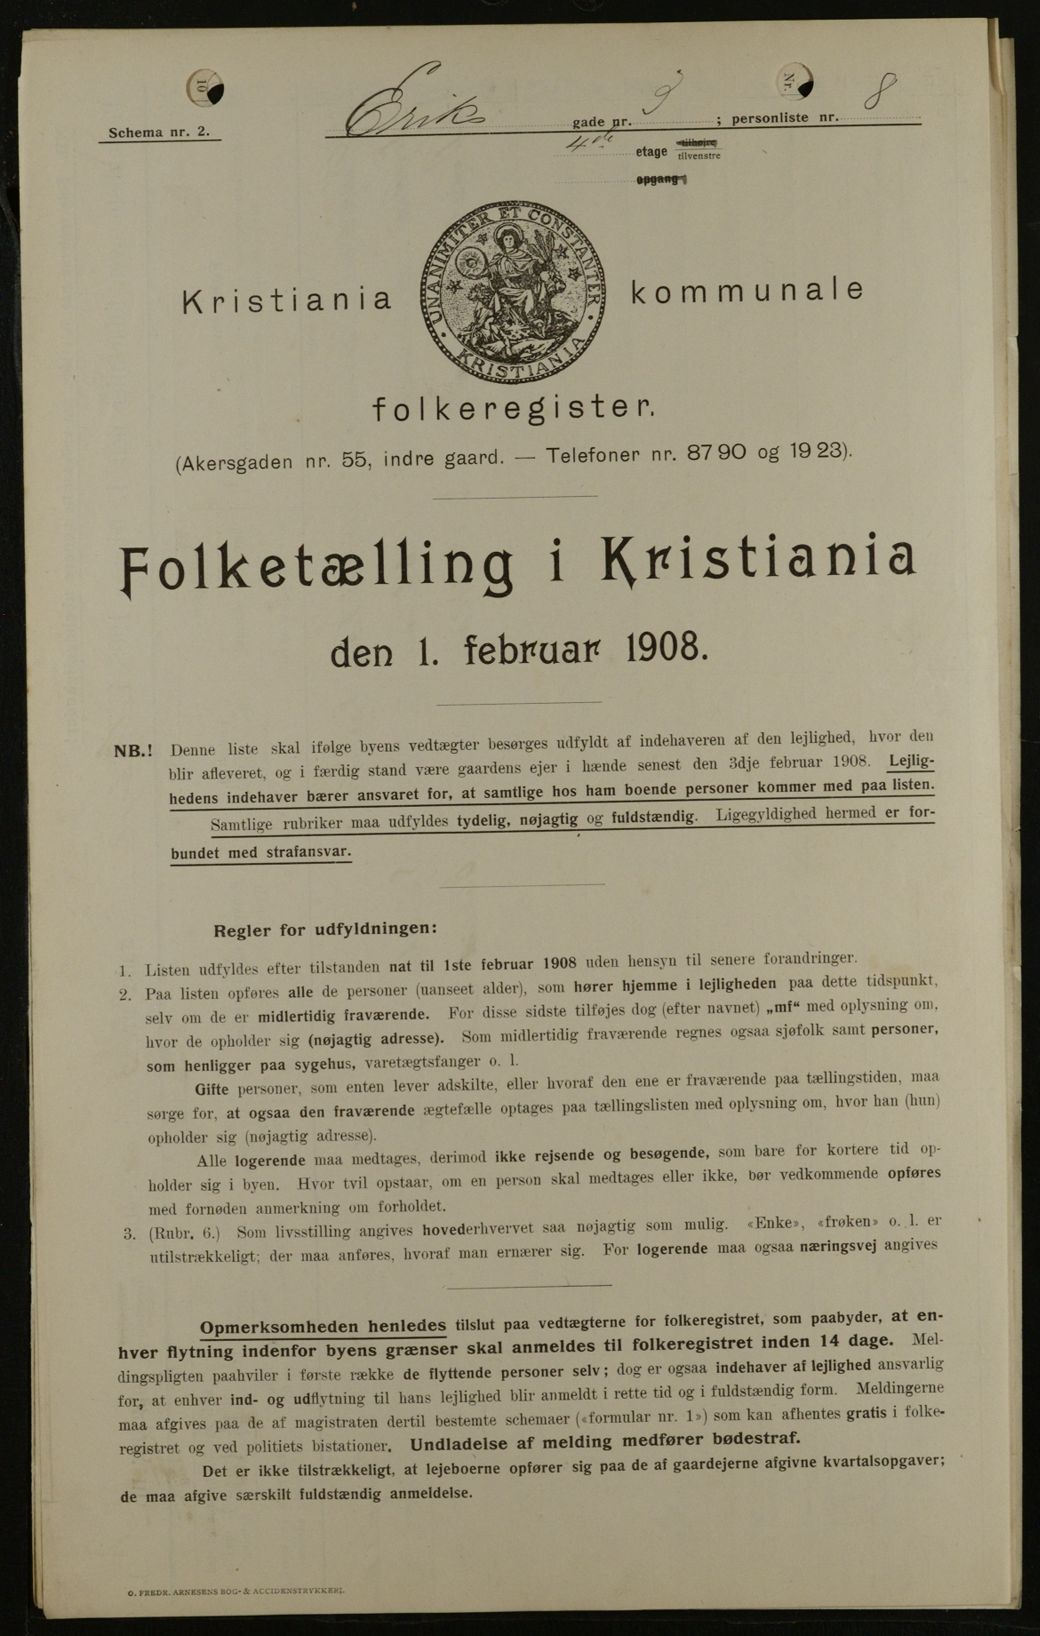 10
Nr.
Schema nr. 2.
Eriks gade nr. 3 ; personliste nr. 8
4de etage tilhøire
tilvenstre
opgang
UNANIMITER ET CONSTANTER
KRISTIANIA
Kristiania kommunale
folkeregister.
(Akersgaden nr. 55, indre gaard. — Telefoner nr. 8790 og 1923).
Folketælling i Kristiania
den 1. februar 1908.
NB.! Denne liste skal ifølge byens vedtægter besørges udfyldt af indehaveren af den lejlighed, hvor den
blir afleveret, og i færdig stand være gaardens ejer i hænde senest den 3dje februar 1908. Lejlig-
hedens indehaver bærer ansvaret for, at samtlige hos ham boende personer kommer med paa listen.
Samtlige rubriker maa udfyldes tydelig, nøjagtig og fuldstændig. Ligegyldighed hermed er for-
bundet med strafansvar.
Regler for udfyldningen:
1. Listen udfyldes efter tilstanden nat til 1ste februar 1908 uden hensyn til senere forandringer.
2. Paa listen opføres alle de personer (uanseet alder), som hører hjemme i lejligheden paa dette tidspunkt,
selv om de er midlertidig fraværende. For disse sidste tilføjes dog (efter navnet) „mf“ med oplysning om,
hvor de opholder sig (nøjagtig adresse). Som midlertidig fraværende regnes ogsaa sjøfolk samt personer,
som henligger paa sygehus, varetægtsfanger o. l.
Gifte personer, som enten lever adskilte, eller hvoraf den ene er fraværende paa tællingstiden, maa
sørge for, at ogsaa den fraværende ægtefælle optages paa tællingslisten med oplysning om, hvor han (hun)
opholder sig (nøjagtig adresse).
Alle logerende maa medtages, derimod ikke rejsende og besøgende, som bare for kortere tid op-
holder sig i byen. Hvor tvil opstaar, om en person skal medtages eller ikke, bør vedkommende opføres
med fornøden anmerkning om forholdet.
3. (Rubr. 6.) Som livsstilling angives hovederhvervet saa nøjagtig som mulig. «Enke», «frøken» o. l. er
utilstrækkeligt; der maa anføres, hvoraf man ernærer sig. For logerende maa ogsaa næringsvej angives
Opmerksomheden henledes tilslut paa vedtægterne for folkeregistret, som paabyder, at en-
hver flytning indenfor byens grænser skal anmeldes til folkeregistret inden 14 dage. Mel-
dingspligten paahviler i første række de flyttende personer selv; dog er ogsaa indehaver af lejlighed ansvarlig
for, at enhver ind- og udflytning til hans lejlighed blir anmeldt i rette tid og i fuldstændig form. Meldingerne
maa afgives paa de af magistraten dertil bestemte schemaer («formular nr. 1») som kan afhentes gratis i folke-
registret og ved politiets bistationer. Undladelse af melding medfører bødestraf.
Det er ikke tilstrækkeligt, at lejeboerne opfører sig paa de af gaardejerne afgivne kvartalsopgaver;
de maa afgive særskilt fuldstændig anmeldelse.
O. FREDR. ARNESENS BOG- & ACCIDENSTRYKKERI.